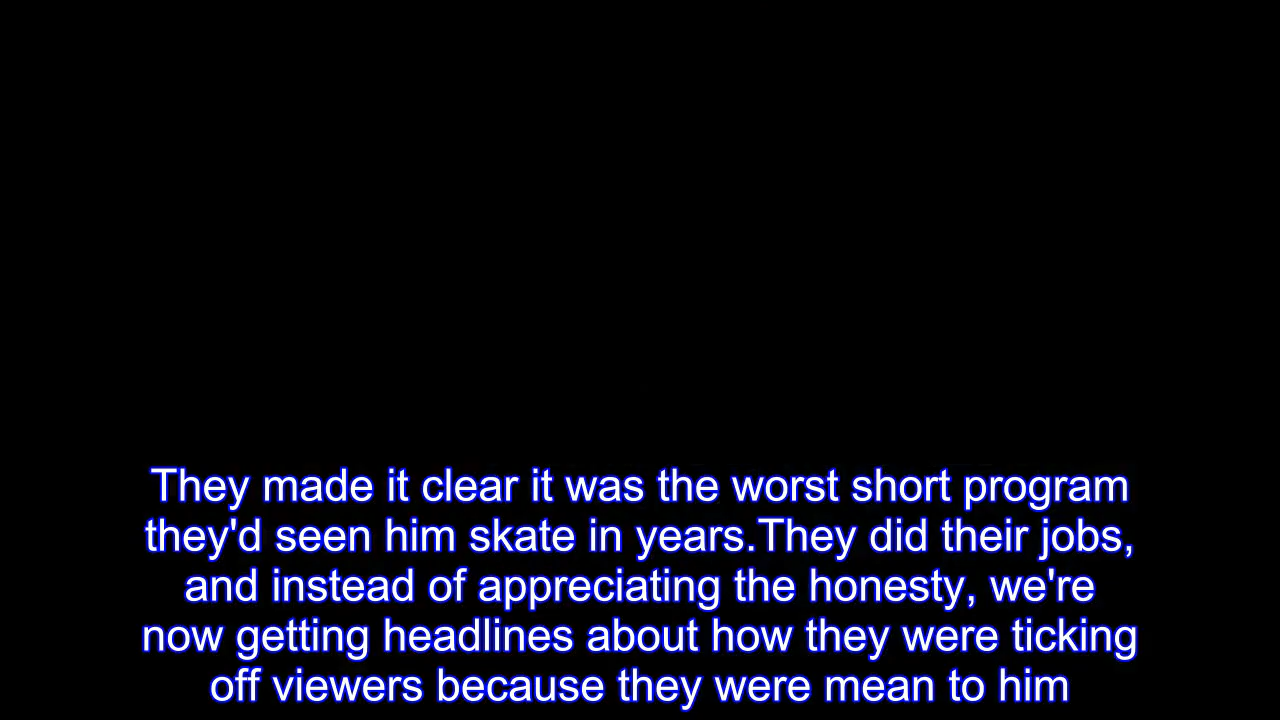 They made it clear it was the worst short program
they'd seen him skate in years.They did their jobs,
and instead of appreciating the honesty, we're
now getting headlines about how they were ticking
off viewers because they were mean to him